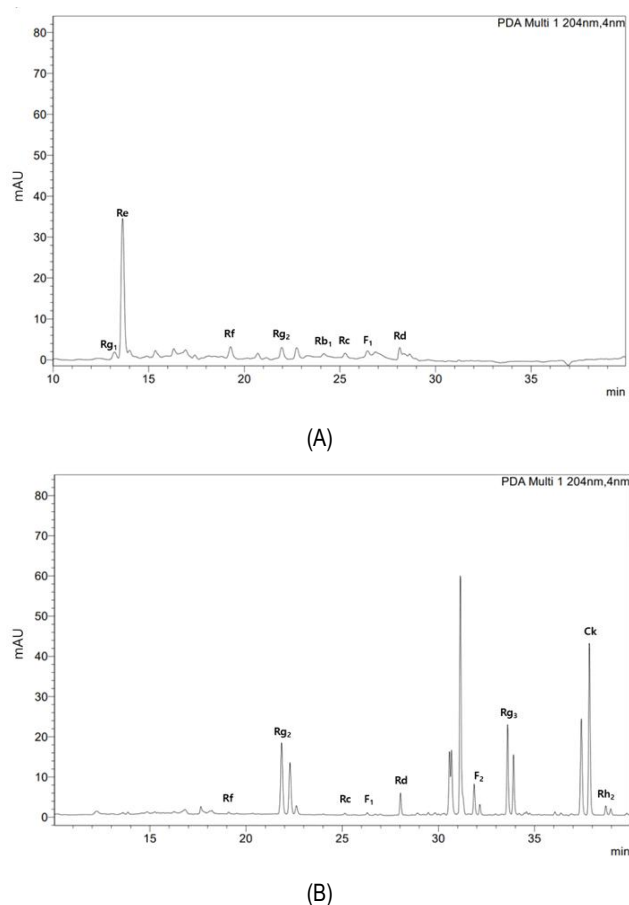 PDA Multi 1 204nm,4nm
80
70
60
50
40
30
20
10
0
mAU
Re
Rg₁
Rf
Rg₂
Rb₁
Rc
F₁
Rd
10
15
20
25
30
35
min
(A)
PDA Multi 1 204nm,4nm
80
70
60
50
40
30
20
10
0
mAU
Rf
Rg₂
Rc
F₁
Rd
F₂
Rg₃
Ck
Rh₂
15
20
25
30
35
min
(B)